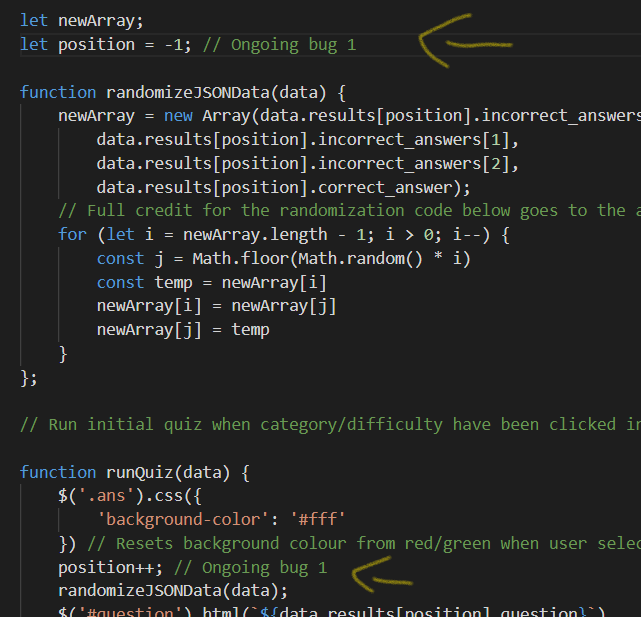 let newArray;
let position = -1; // Ongoing bug 1
function randomizeJSONData(data) {
newArray = new Array(data.results[position].incorrect_answers
data.results[position].incorrect_answers[1],
data.results[position].incorrect_answers[2],
data.results[position].correct_answer);
// Full credit for the randomization code below goes to the a
for (let i = newArray.length - 1; i > 0; i--) {
const j = Math.floor(Math.random() * i)
const temp = newArray[i]
newArray[i] = newArray[j]
newArray[j] = temp
}
};
// Run initial quiz when category/difficulty have been clicked in
function runQuiz(data) {
$('.ans').css({
'background-color': '#fff'
}) // Resets background colour from red/green when user selec
position++; // Ongoing bug 1
randomizeJSONData(data);
$('#question').html(`${data.results[position].question}`)